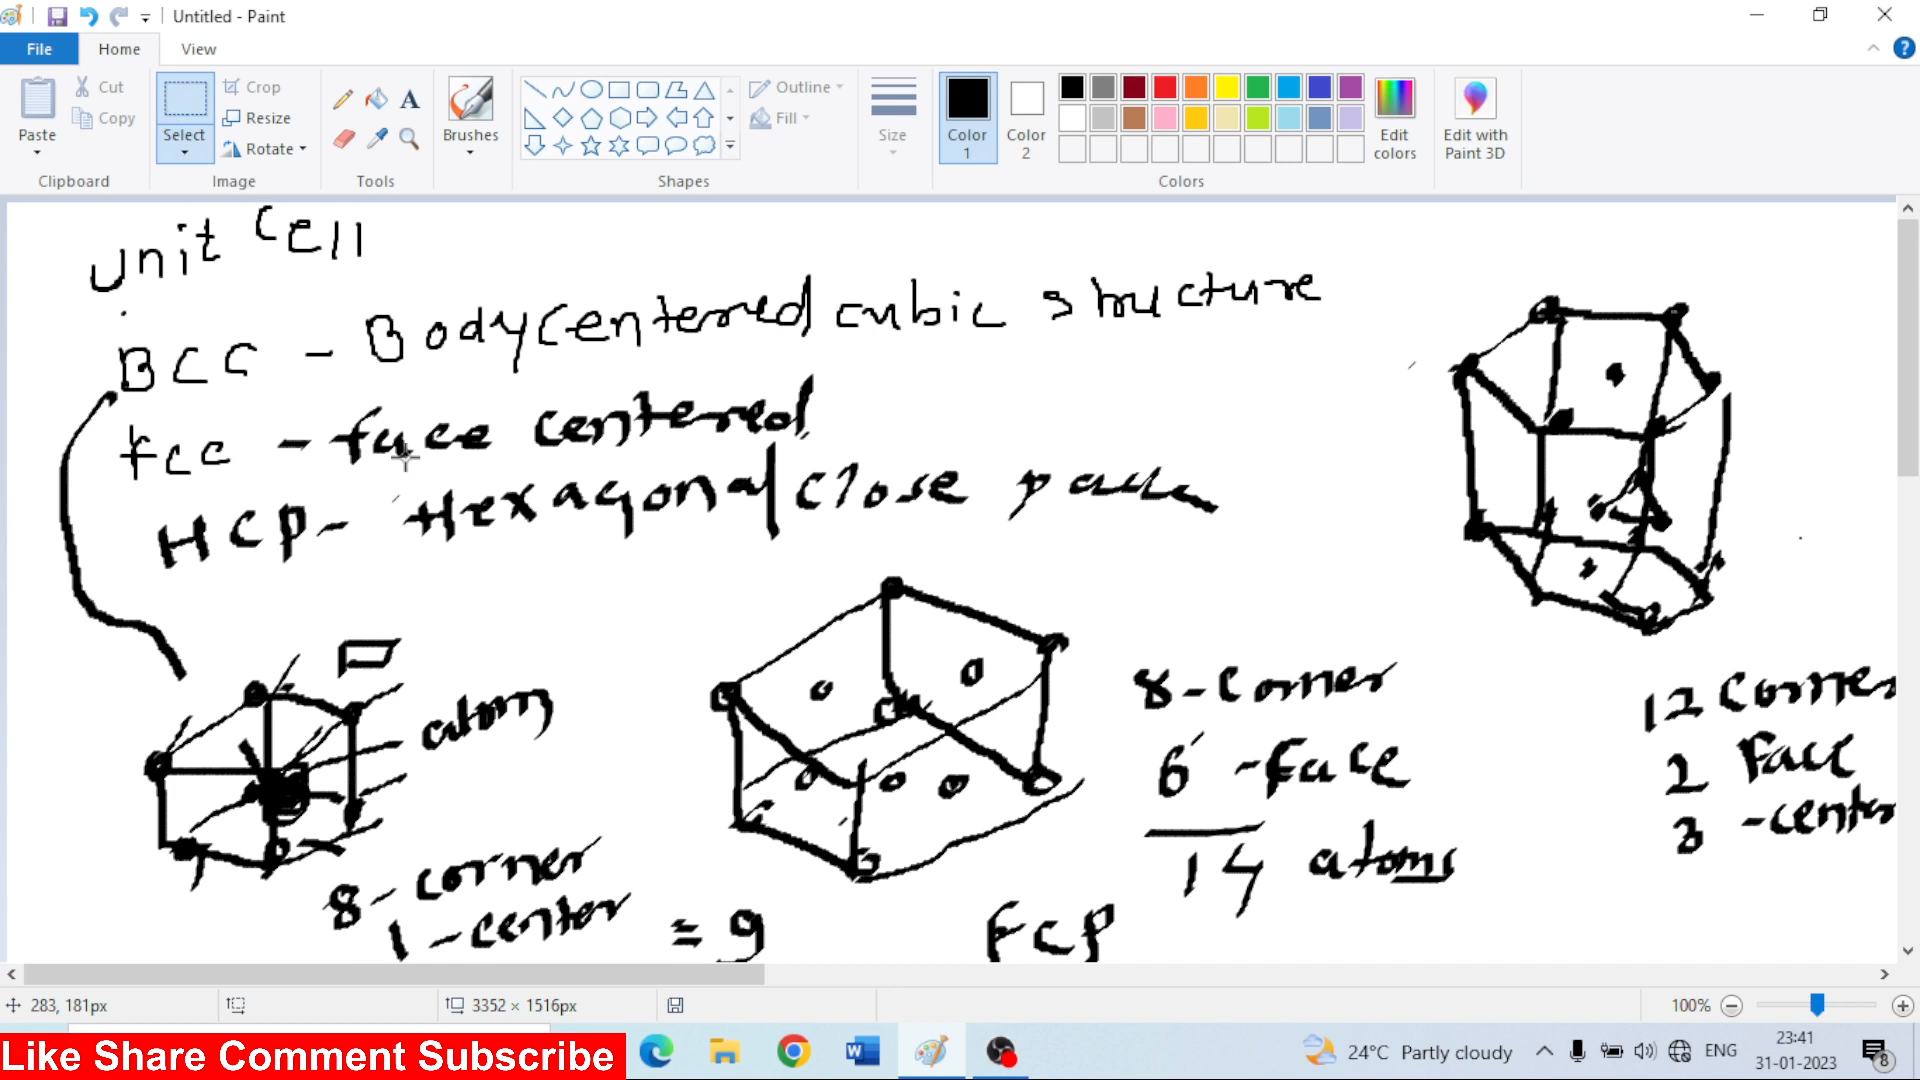 Untitled - Paint
File Home View
Paste Cut Copy
Select Crop Resize Rotate
Brushes
Outline Fill
Size
Color 1 Color 2
Edit colors
Edit with Paint 3D
Clipboard Image Tools Shapes Colors
unit cell
BCC - Body centered cubic structure
fcc - face centered
HCP - Hexagonal close
atom
8 - corner
6 - face
14 atoms
12 corner
2 Face
3 - center
8 - corner
1 - center = 9
FCP
283, 181px
3352 × 1516px
100%
Like Share Comment Subscribe
24°C Partly cloudy
ENG
23:41
31-01-2023
8